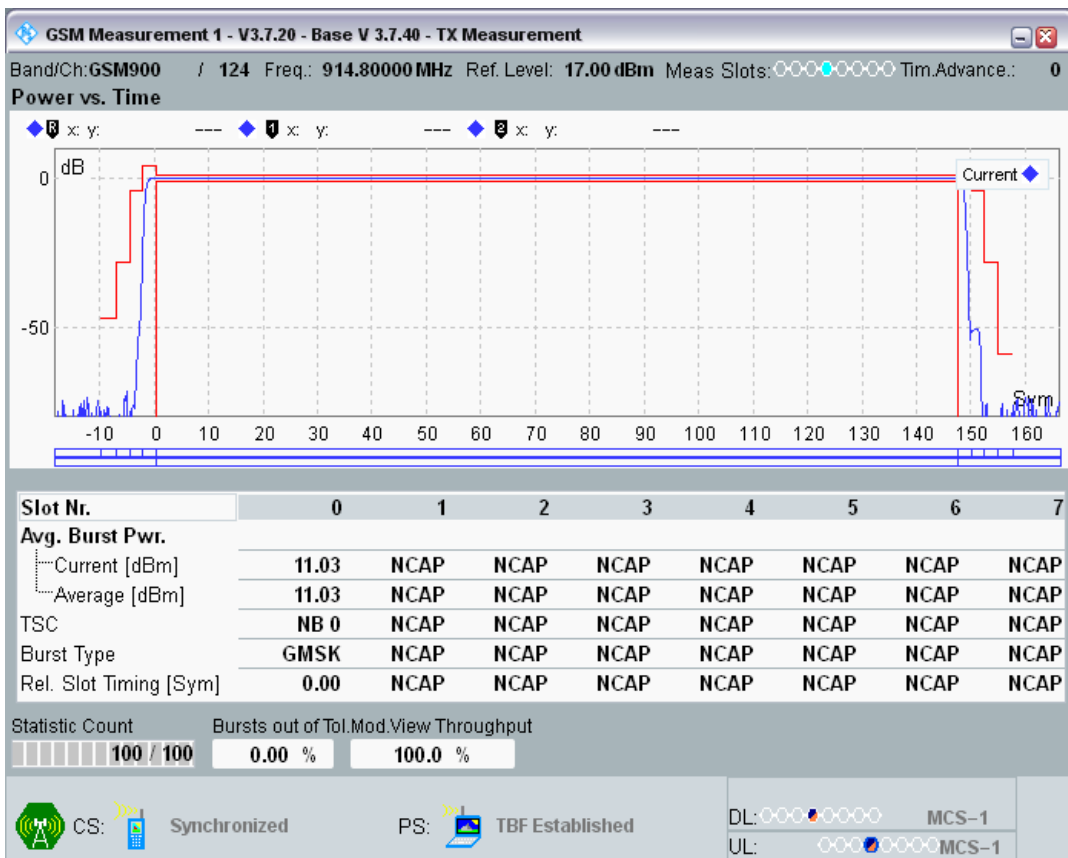 GSM Measurement 1 - V3.7.20 - Base V 3.7.40 - TX Measurement
Band/Ch:GSM900 / 124 Freq.: 914.80000 MHz Ref. Level: 17.00 dBm Meas Slots: Tim.Advance.: 0
Power vs. Time
R x: y: --- 1 x: y: --- 2 x: y: ---
dB
Current
0
-50
Sym
-10 0 10 20 30 40 50 60 70 80 90 100 110 120 130 140 150 160
Slot Nr. 0 1 2 3 4 5 6 7
Avg. Burst Pwr.
Current [dBm] 11.03 NCAP NCAP NCAP NCAP NCAP NCAP NCAP
Average [dBm] 11.03 NCAP NCAP NCAP NCAP NCAP NCAP NCAP
TSC NB 0 NCAP NCAP NCAP NCAP NCAP NCAP NCAP
Burst Type GMSK NCAP NCAP NCAP NCAP NCAP NCAP NCAP
Rel. Slot Timing [Sym] 0.00 NCAP NCAP NCAP NCAP NCAP NCAP NCAP
Statistic Count Bursts out of Tol. Mod.View Throughput
100 / 100 0.00 % 100.0 %
CS: Synchronized PS: TBF Established DL: MCS-1
UL: MCS-1